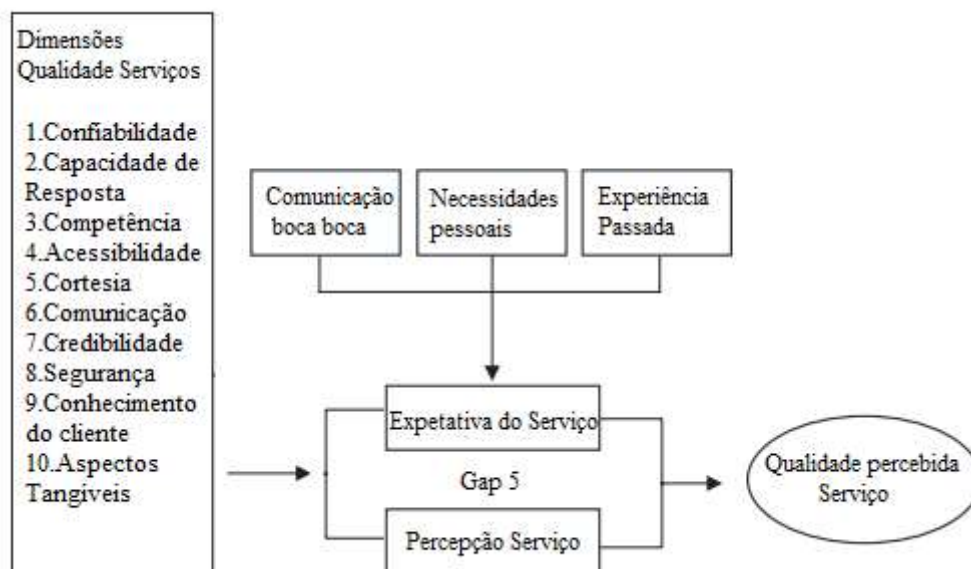 Dimensões
Qualidade Serviços
1.Confiabilidade
2.Capacidade de
Resposta
3.Competência
4.Acessibilidade
5.Cortesia
6.Comunicação
7.Credibilidade
8.Segurança
9.Conhecimento
do cliente
10.Aspectos
Tangíveis
Comunicação
boca boca
Necessidades
pessoais
Experiência
Passada
Expetativa do Serviço
Gap 5
Percepção Serviço
Qualidade percebida
Serviço